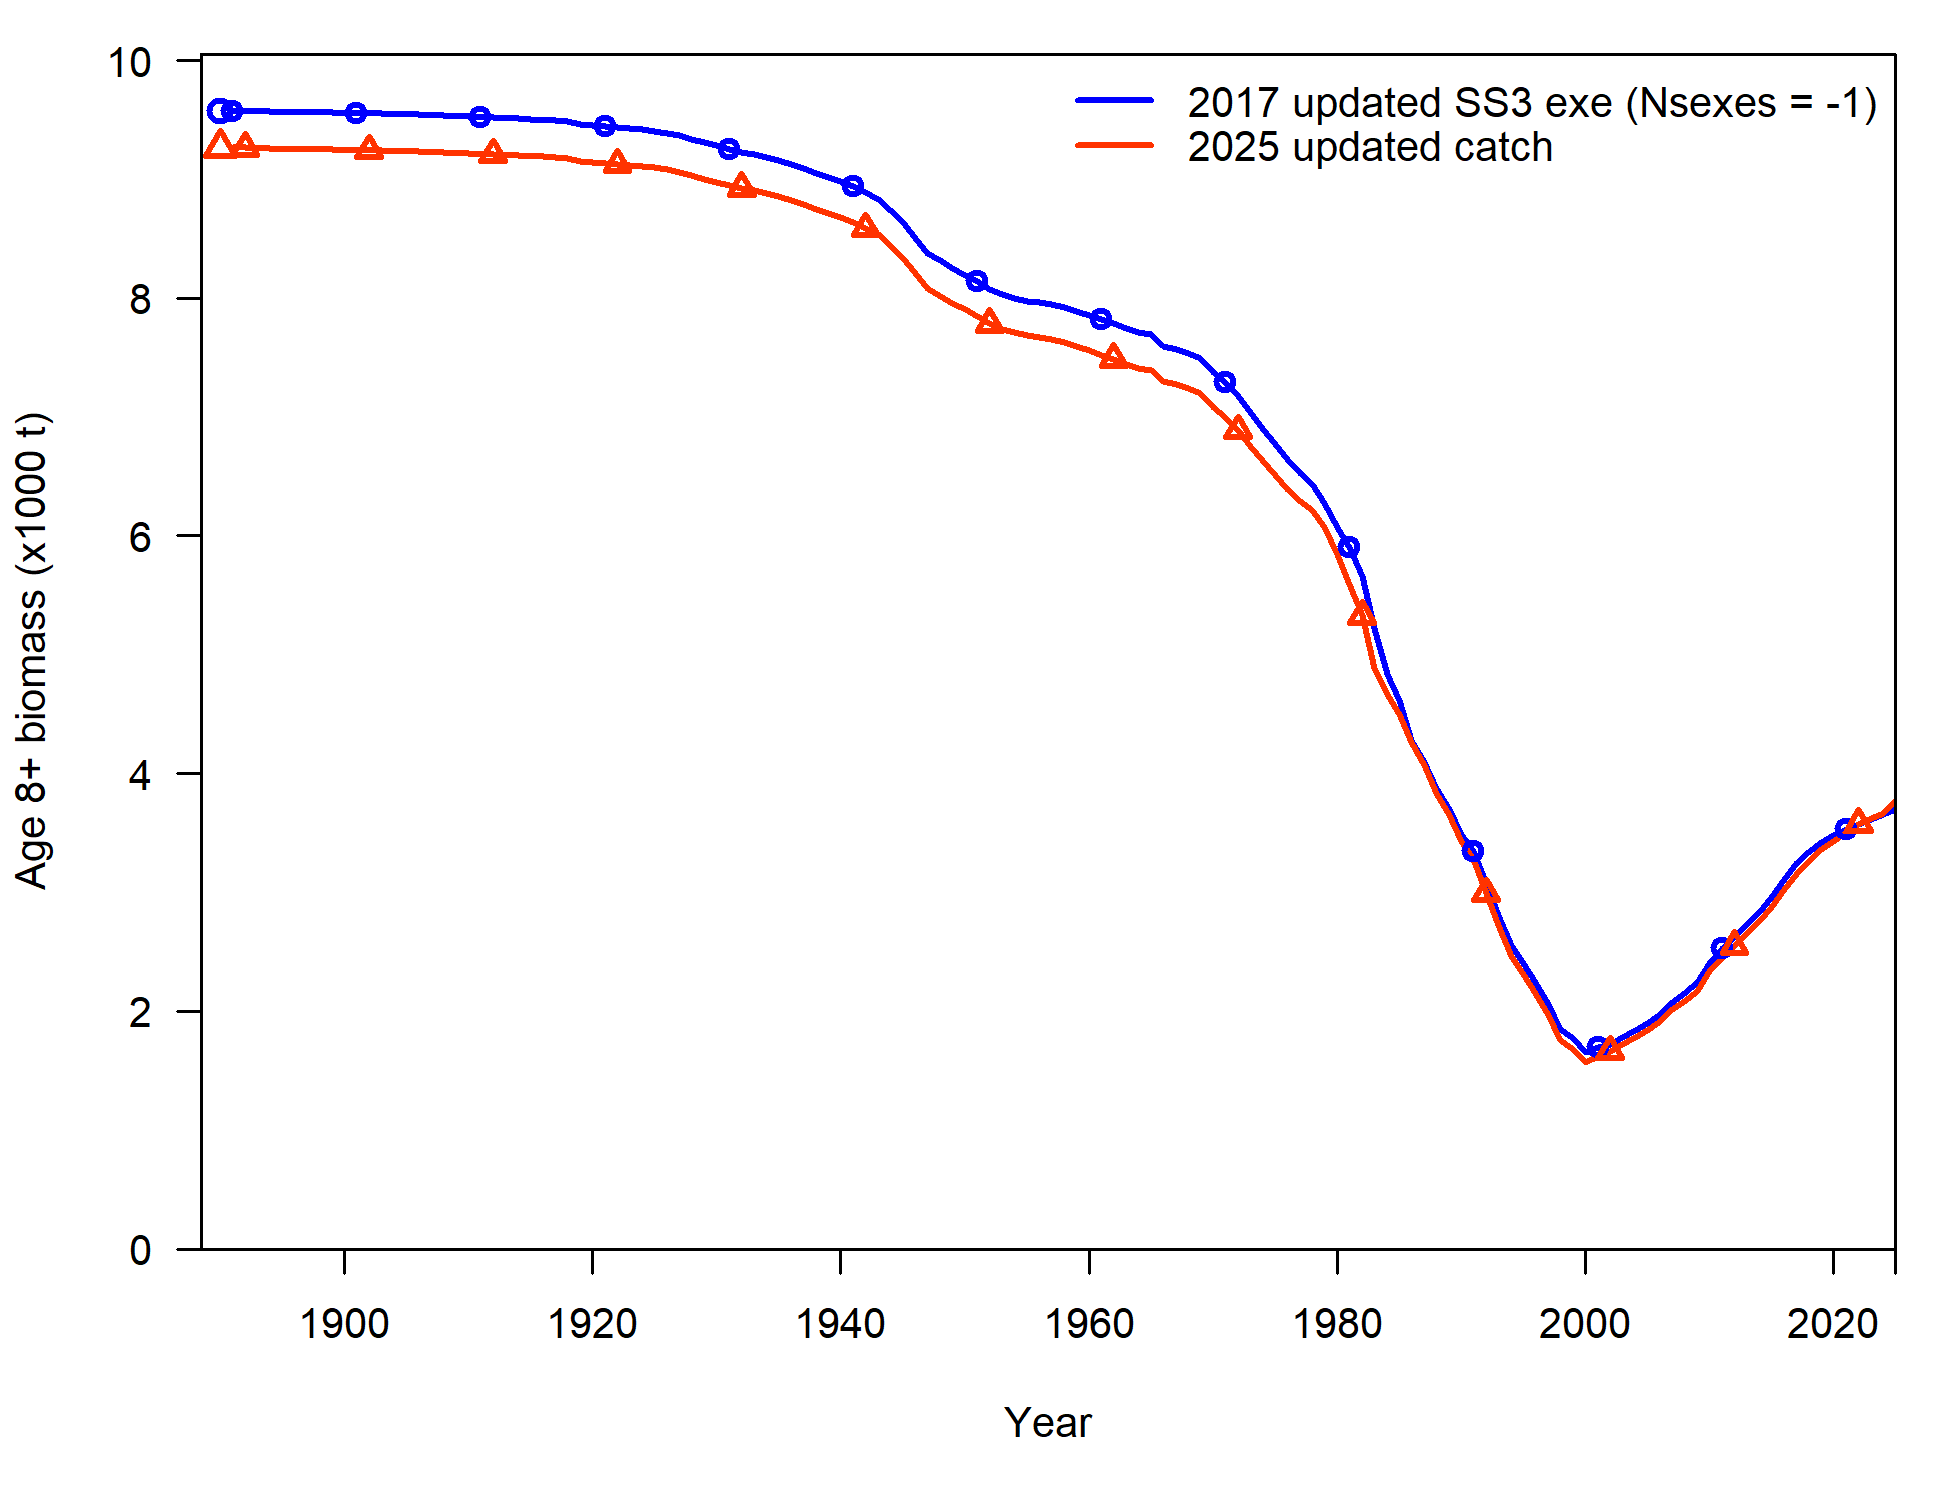 2017 updated SS3 exe (Nsexes = -1)
2025 updated catch
Age 8+ biomass (x1000 t)
10
8
6
4
2
0
1900 1920 1940 1960 1980 2000 2020
Year